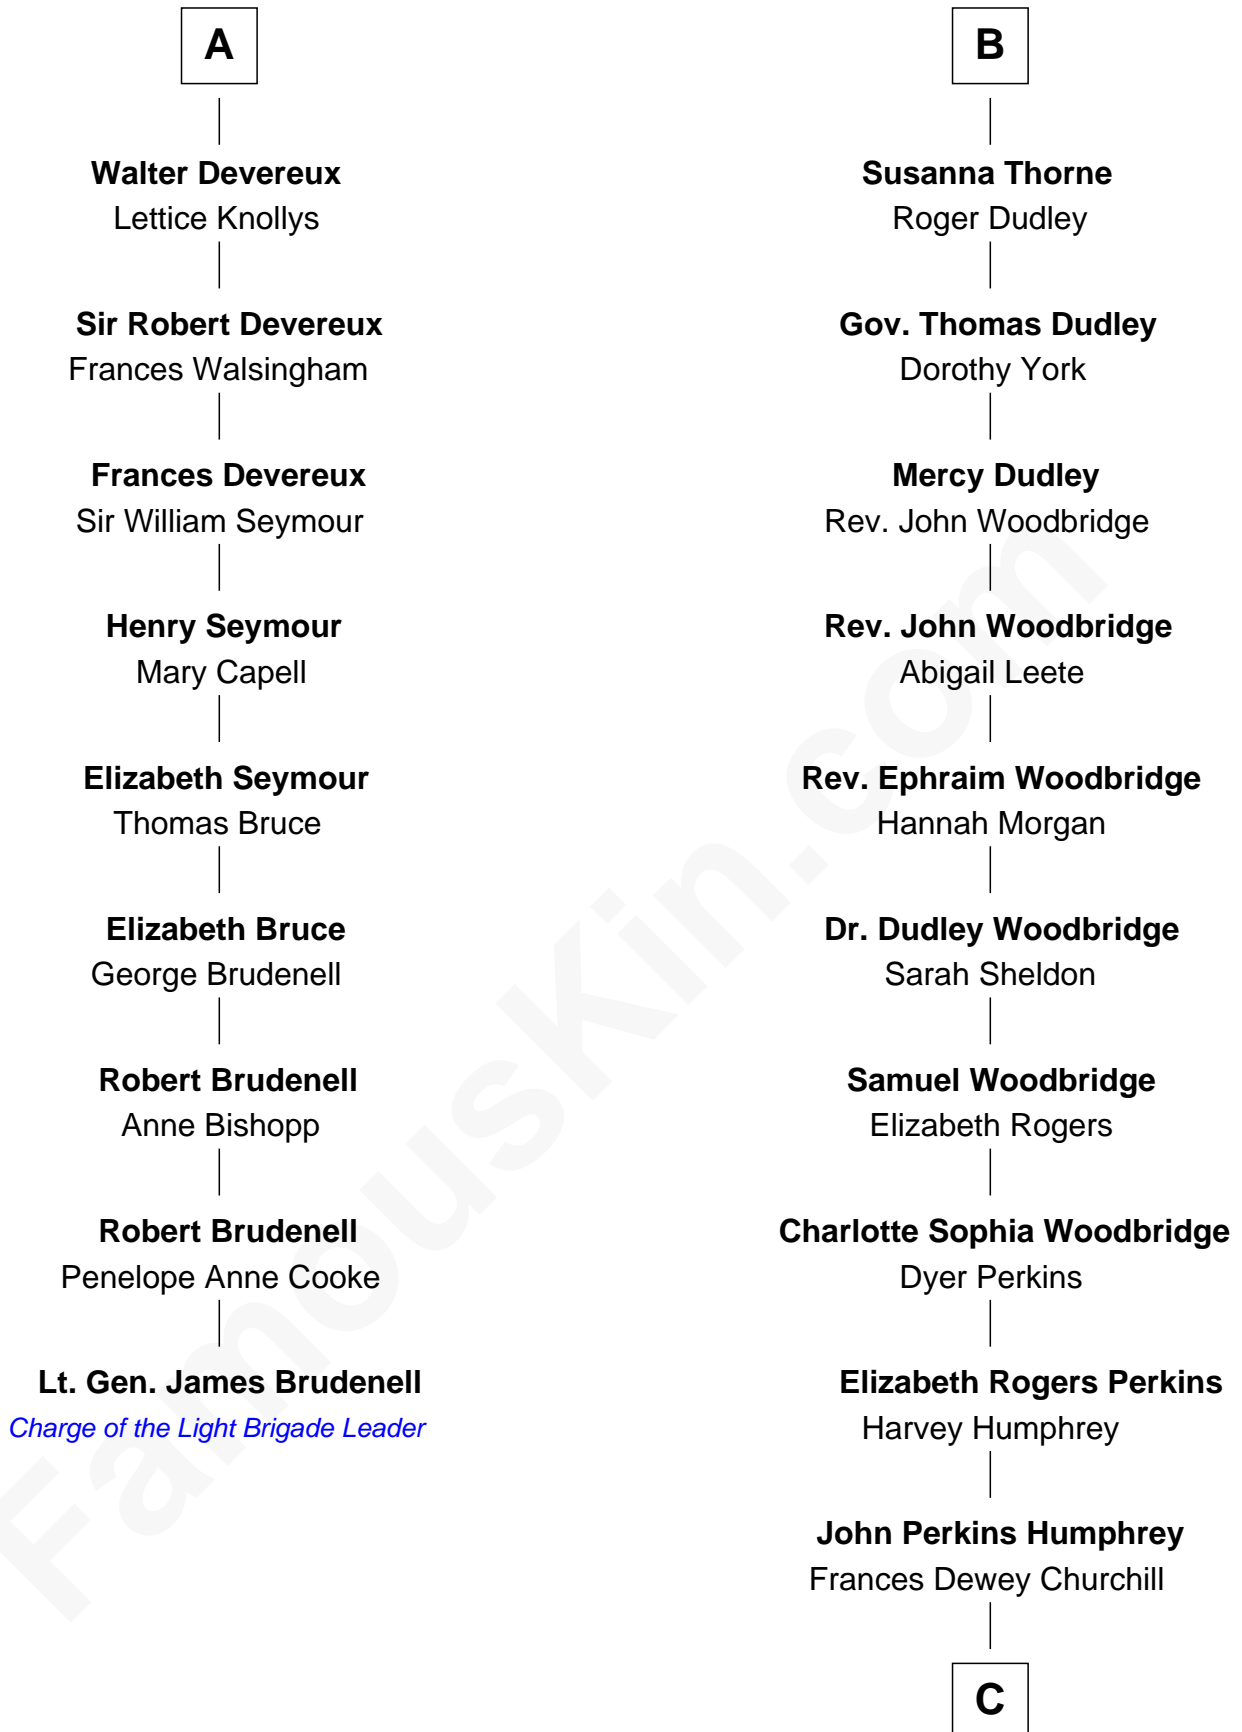 A
Walter Devereux
Lettice Knollys
Sir Robert Devereux
Frances Walsingham
Frances Devereux
Sir William Seymour
Henry Seymour
Mary Capell
Elizabeth Seymour
Thomas Bruce
Elizabeth Bruce
George Brudenell
Robert Brudenell
Anne Bishopp
Robert Brudenell
Penelope Anne Cooke
Lt. Gen. James Brudenell
Charge of the Light Brigade Leader
B
Susanna Thorne
Roger Dudley
Gov. Thomas Dudley
Dorothy York
Mercy Dudley
Rev. John Woodbridge
Rev. John Woodbridge
Abigail Leete
Rev. Ephraim Woodbridge
Hannah Morgan
Dr. Dudley Woodbridge
Sarah Sheldon
Samuel Woodbridge
Elizabeth Rogers
Charlotte Sophia Woodbridge
Dyer Perkins
Elizabeth Rogers Perkins
Harvey Humphrey
John Perkins Humphrey
Frances Dewey Churchill
C
FamousKin.com